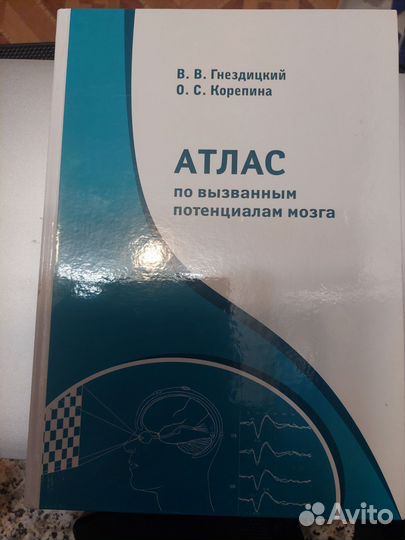 В. В. Гнездицкий
О. С. Корепина
АТЛАС
по вызванным
потенциалам мозга
Avito